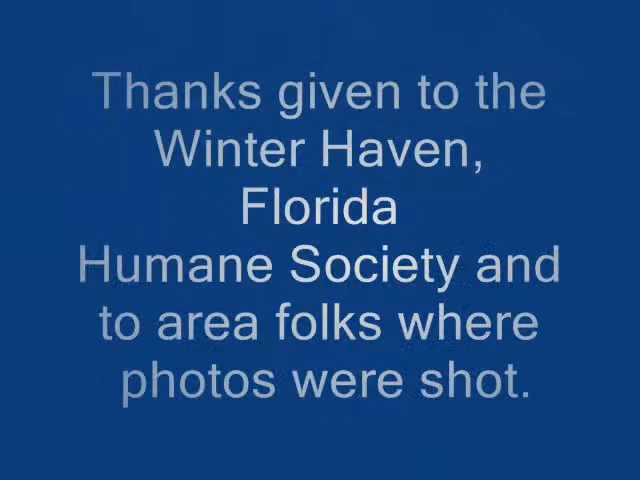 Thanks given to the
Winter Haven,
Florida
Humane Society and
to area folks where
photos were shot.